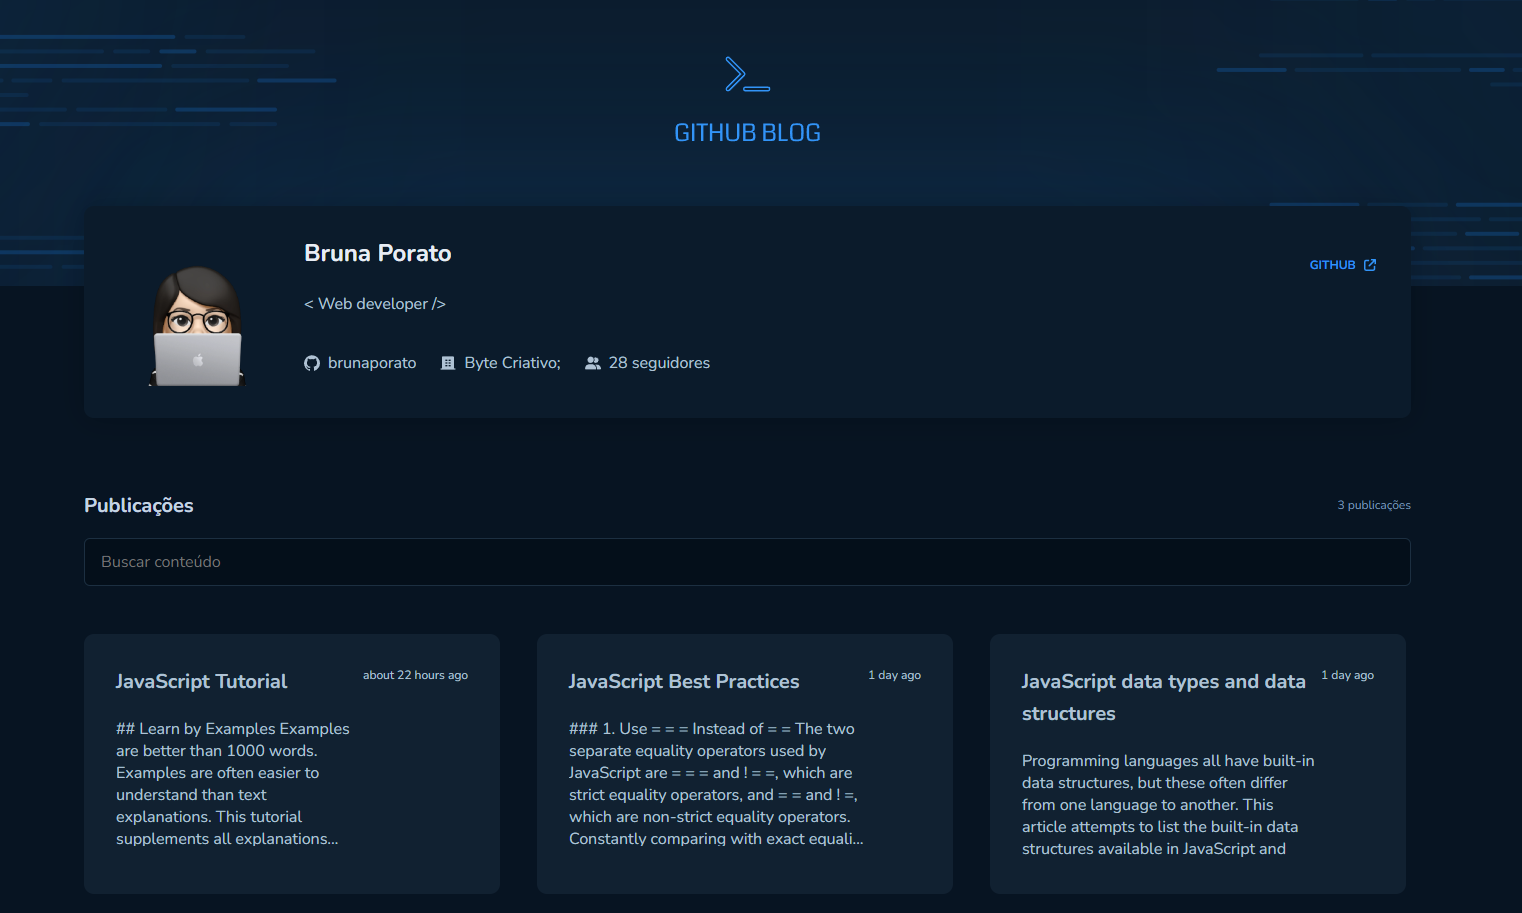 GITHUB BLOG
Bruna Porato
GITHUB
< Web developer />
brunaporato
Byte Criativo;
28 seguidores
Publicações
3 publicações
Buscar conteúdo
JavaScript Tutorial
about 22 hours ago
## Learn by Examples Examples
are better than 1000 words.
Examples are often easier to
understand than text
explanations. This tutorial
supplements all explanations...
JavaScript Best Practices
1 day ago
### 1. Use = = = Instead of = = The two
separate equality operators used by
JavaScript are = = = and ! = =, which are
strict equality operators, and = = and ! =,
which are non-strict equality operators.
Constantly comparing with exact equali...
JavaScript data types and data
structures
1 day ago
Programming languages all have built-in
data structures, but these often differ
from one language to another. This
article attempts to list the built-in data
structures available in JavaScript and